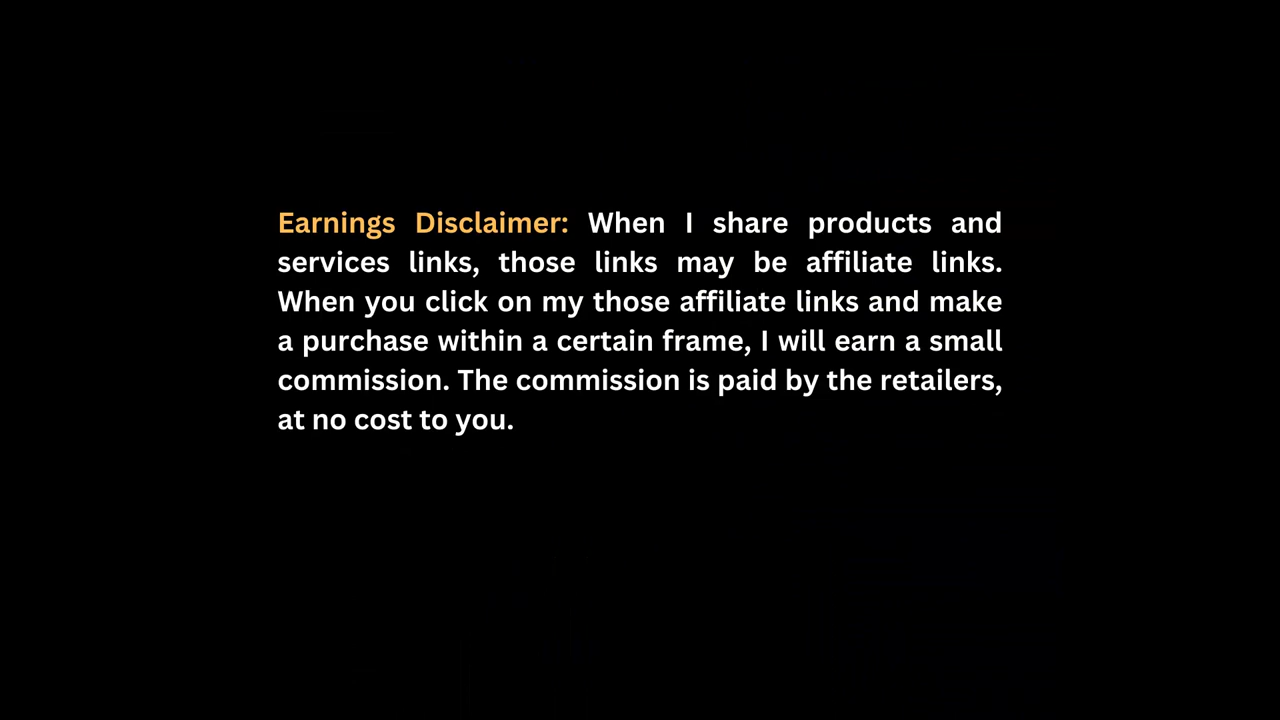 Earnings Disclaimer: When I share products and
services links, those links may be affiliate links.
When you click on my those affiliate links and make
a purchase within a certain frame, I will earn a small
commission. The commission is paid by the retailers,
at no cost to you.